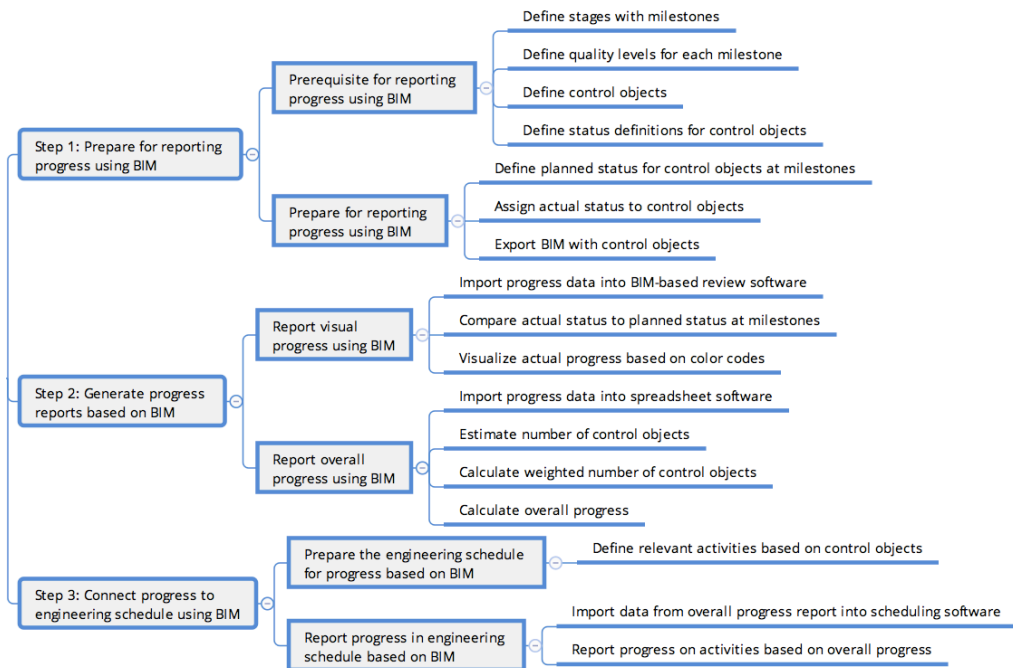 Define stages with milestones
Define quality levels for each milestone
Prerequisite for reporting
progress using BIM
Define control objects
Define status definitions for control objects
Step 1: Prepare for reporting
progress using BIM
Define planned status for control objects at milestones
Prepare for reporting
progress using BIM
Assign actual status to control objects
Export BIM with control objects
Import progress data into BIM-based review software
Report visual
progress using BIM
Compare actual status to planned status at milestones
Visualize actual progress based on color codes
Step 2: Generate progress
reports based on BIM
Import progress data into spreadsheet software
Estimate number of control objects
Report overall
progress using BIM
Calculate weighted number of control objects
Calculate overall progress
Prepare the engineering schedule
for progress based on BIM
Define relevant activities based on control objects
Step 3: Connect progress to
engineering schedule using BIM
Import data from overall progress report into scheduling software
Report progress in engineering
schedule based on BIM
Report progress on activities based on overall progress